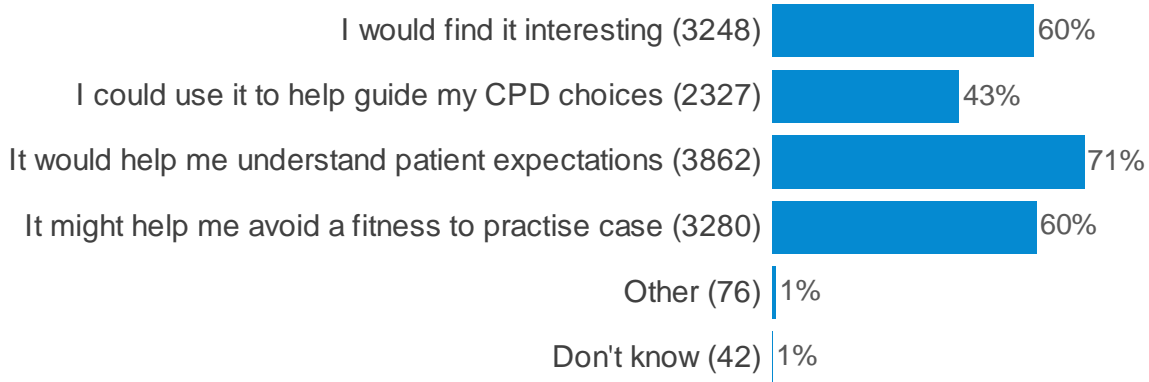 I would find it interesting (3248) 60%
I could use it to help guide my CPD choices (2327) 43%
It would help me understand patient expectations (3862) 71%
It might help me avoid a fitness to practise case (3280) 60%
Other (76) 1%
Don't know (42) 1%